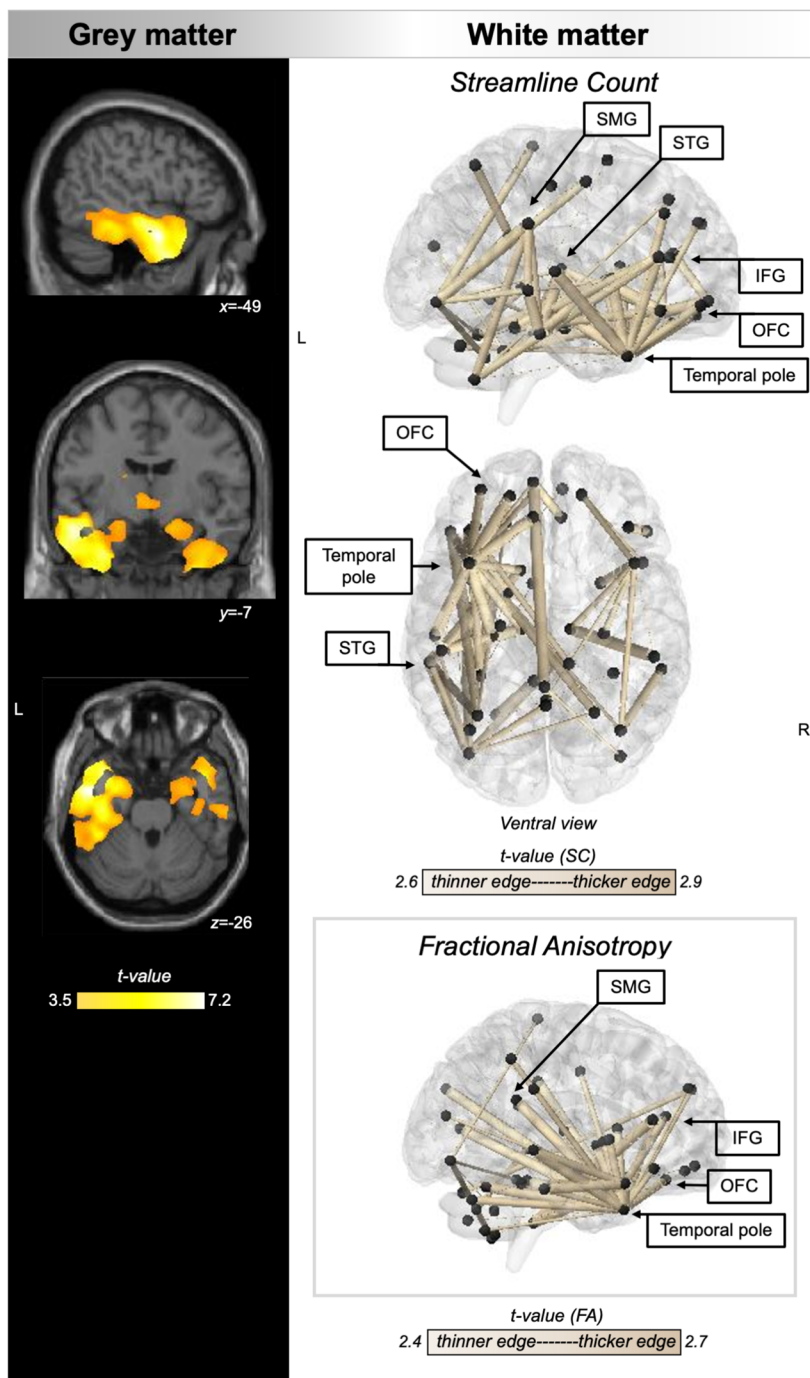 Grey matter
White matter
x=-49
y=-7
L
z=-26
t-value
3.5
7.2
Streamline Count
SMG
STG
L
IFG
OFC
Temporal pole
OFC
Temporal
pole
STG
R
Ventral view
t-value (SC)
2.6 thinner edge-------thicker edge 2.9
Fractional Anisotropy
SMG
IFG
OFC
Temporal pole
t-value (FA)
2.4 thinner edge-------thicker edge 2.7